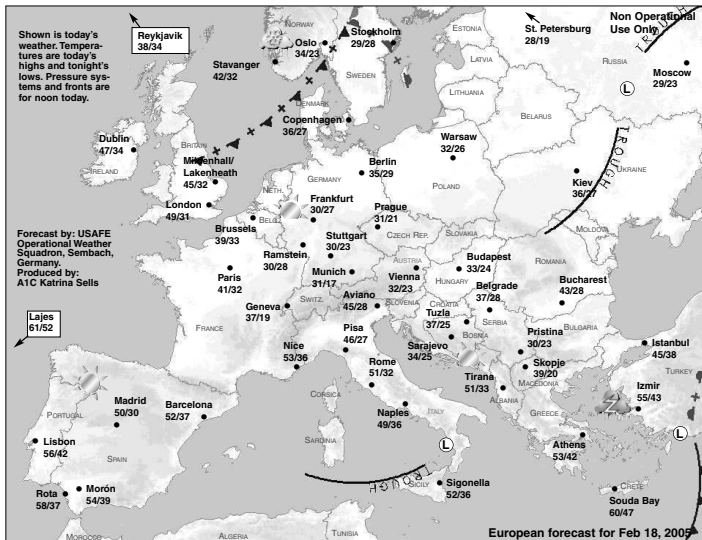 Shown is today's
weather. Tempera-
tures are today's
highs and tonight's
lows. Pressure sys-
tems and fronts are
for noon today.
Reykjavik
38/34
NORWAY
Oslo
34/23
Stockholm
29/28
Stavanger
42/32
SWEDEN
ESTONIA
LATVIA
LITHUANIA
St. Petersburg
28/19
Non Operational
Use Only
TROUGH
RUSSIA
L
Moscow
29/23
DENMARK
Copenhagen
36/27
BELARUS
Dublin
47/34
IRELAND
BRITAIN
Mildenhall/
Lakenheath
45/32
London
49/31
NETH.
GERMANY
Berlin
35/29
Warsaw
32/26
POLAND
TROUGH
UKRAINE
Kiev
36/27
Frankfurt
30/27
Prague
31/21
CZECH REP.
SLOVAKIA
MOLDOVA
BELG.
Brussels
39/33
Ramstein
30/28
Stuttgart
30/23
Munich
31/17
AUSTRIA
Vienna
32/23
Budapest
33/24
HUNGARY
ROMANIA
Forecast by: USAFE
Operational Weather
Squadron, Sembach,
Germany.
Produced by:
A1C Katrina Sells
Paris
41/32
FRANCE
Geneva
37/19
SWITZ.
Aviano
45/28
SLOVENIA
CROATIA
Belgrade
37/28
Bucharest
43/28
Lajes
61/52
Nice
53/36
Pisa
46/27
Tuzla
37/25
BOSNIA
SERBIA
Sarajevo
34/25
Pristina
30/23
BULGARIA
Skopje
39/20
MACEDONIA
Istanbul
45/38
TURKEY
Rome
51/32
Tirana
51/33
ALBANIA
Izmir
55/43
Madrid
50/30
Barcelona
52/37
CORSICA
Naples
49/36
ITALY
GREECE
PORTUGAL
SPAIN
Lisbon
56/42
SARDINIA
L
Athens
53/42
L
Rota
58/37
Morón
54/39
TROUGH
SICILY
Sigonella
52/36
CRETE
Souda Bay
60/47
MOROCCO
ALGERIA
TUNISIA
European forecast for Feb 18, 2005